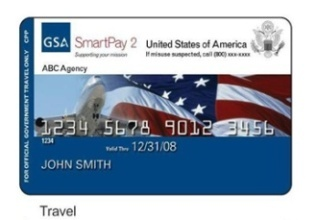 FOR OFFICIAL GOVERNMENT TRAVEL ONLY CPP
GSA SmartPay 2 United States of America
Supporting your mission If misuse suspected, call (800) xxx-xxxx
ABC Agency
1234 5678 9012 3456
1234
Valid Thru 12/31/08
JOHN SMITH
Travel